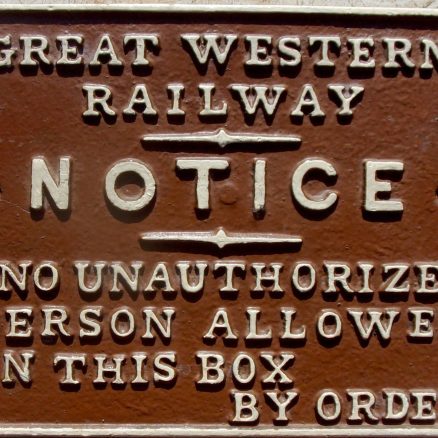 GREAT WESTERN
RAILWAY
NOTICE
NO UNAUTHORIZE
ERSON ALLOWE
N THIS BOX
BY ORDE